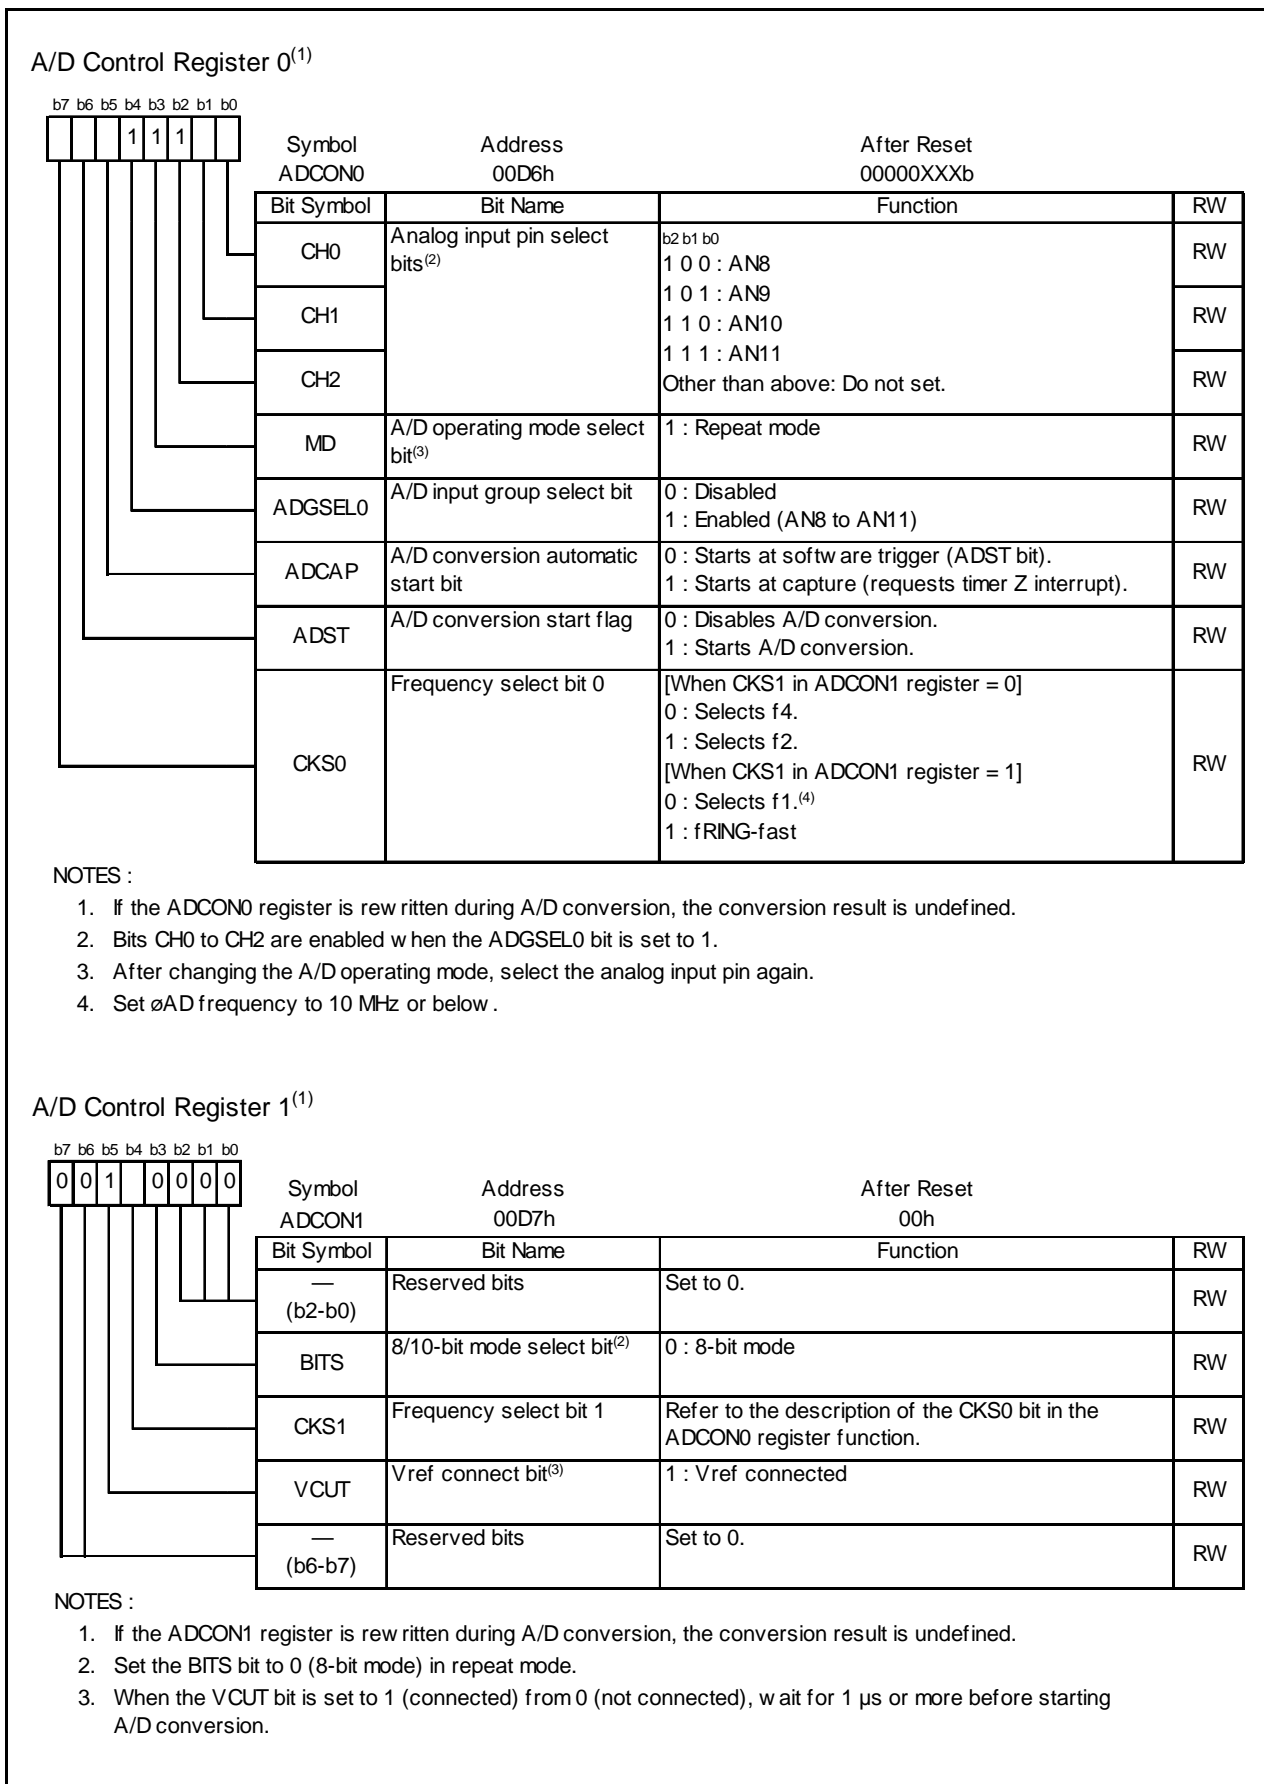 A/D Control Register 0(1)
b7 b6 b5 b4 b3 b2 b1 b0
1 1 1
Symbol Address After Reset
ADCON0 00D6h 00000XXXb
Bit Symbol Bit Name Function RW
CH0 Analog input pin select bits(2) RW
b2 b1 b0
1 0 0 : AN8
1 0 1 : AN9
CH1 RW
1 1 0 : AN10
1 1 1 : AN11
CH2 RW
Other than above: Do not set.
MD A/D operating mode select bit(3) 1 : Repeat mode RW
ADGSEL0 A/D input group select bit 0 : Disabled RW
1 : Enabled (AN8 to AN11)
ADCAP A/D conversion automatic start bit 0 : Starts at software trigger (ADST bit). RW
1 : Starts at capture (requests timer Z interrupt).
ADST A/D conversion start flag 0 : Disables A/D conversion. RW
1 : Starts A/D conversion.
CKS0 Frequency select bit 0 [When CKS1 in ADCON1 register = 0] RW
0 : Selects f4.
1 : Selects f2.
[When CKS1 in ADCON1 register = 1]
0 : Selects f1.(4)
1 : fRING-fast
NOTES :
1. If the ADCON0 register is rewritten during A/D conversion, the conversion result is undefined.
2. Bits CH0 to CH2 are enabled when the ADGSEL0 bit is set to 1.
3. After changing the A/D operating mode, select the analog input pin again.
4. Set øAD frequency to 10 MHz or below.
A/D Control Register 1(1)
b7 b6 b5 b4 b3 b2 b1 b0
0 0 1 0 0 0 0
Symbol Address After Reset
ADCON1 00D7h 00h
Bit Symbol Bit Name Function RW
— (b2-b0) Reserved bits Set to 0. RW
BITS 8/10-bit mode select bit(2) 0 : 8-bit mode RW
CKS1 Frequency select bit 1 Refer to the description of the CKS0 bit in the ADCON0 register function. RW
VCUT Vref connect bit(3) 1 : Vref connected RW
— (b6-b7) Reserved bits Set to 0. RW
NOTES :
1. If the ADCON1 register is rewritten during A/D conversion, the conversion result is undefined.
2. Set the BITS bit to 0 (8-bit mode) in repeat mode.
3. When the VCUT bit is set to 1 (connected) from 0 (not connected), wait for 1 µs or more before starting
A/D conversion.